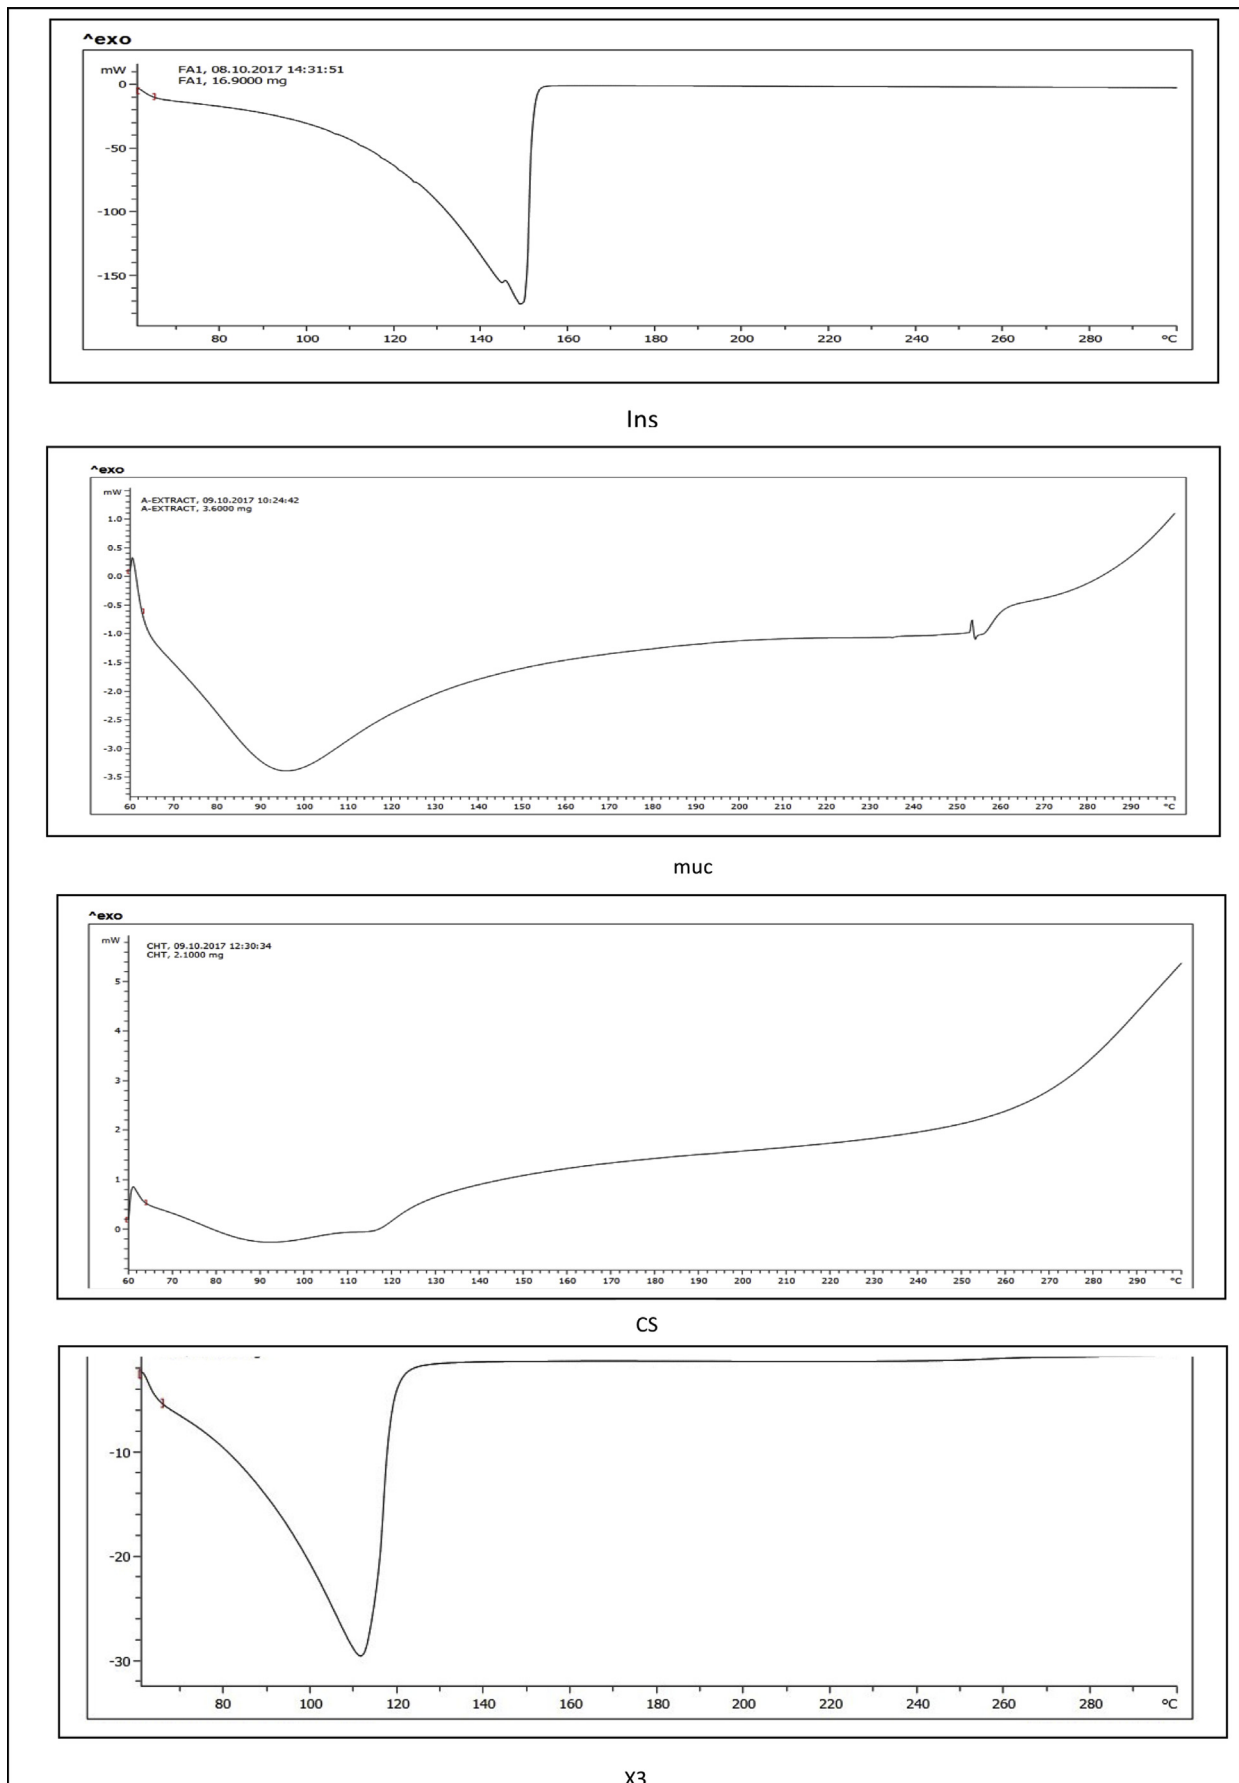 ^exo
mW
FA1, 08.10.2017 14:31:51
FA1, 16.9000 mg
0
-50
-100
-150
80 100 120 140 160 180 200 220 240 260 280 °C
Ins
^exo
mW
A-EXTRACT, 09.10.2017 10:24:42
A-EXTRACT, 3.6000 mg
1.0
0.5
0.0
-0.5
-1.0
-1.5
-2.0
-2.5
-3.0
-3.5
60 70 80 90 100 110 120 130 140 150 160 170 180 190 200 210 220 230 240 250 260 270 280 290 °C
muc
^exo
mW
CHT, 09.10.2017 12:30:34
CHT, 2.1000 mg
5
4
3
2
1
0
60 70 80 90 100 110 120 130 140 150 160 170 180 190 200 210 220 230 240 250 260 270 280 290 °C
CS
-10
-20
-30
80 100 120 140 160 180 200 220 240 260 280 °C
X3